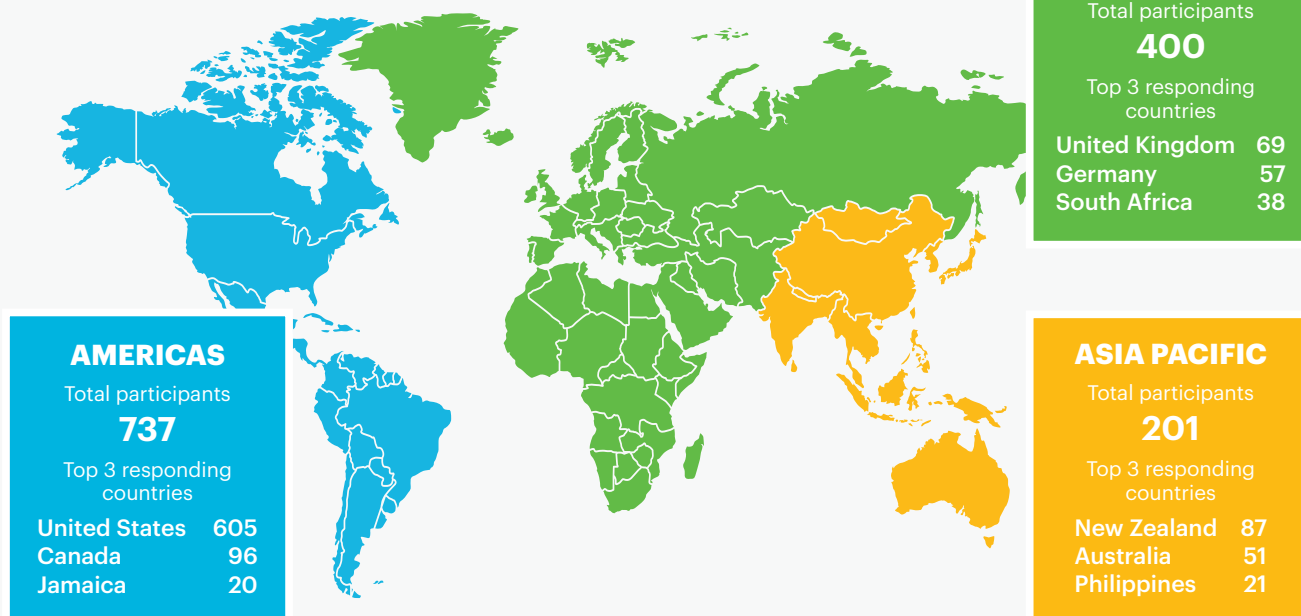 Total participants
400
Top 3 responding
countries
United Kingdom 69
Germany 57
South Africa 38
AMERICAS
Total participants
737
Top 3 responding
countries
United States 605
Canada 96
Jamaica 20
ASIA PACIFIC
Total participants
201
Top 3 responding
countries
New Zealand 87
Australia 51
Philippines 21